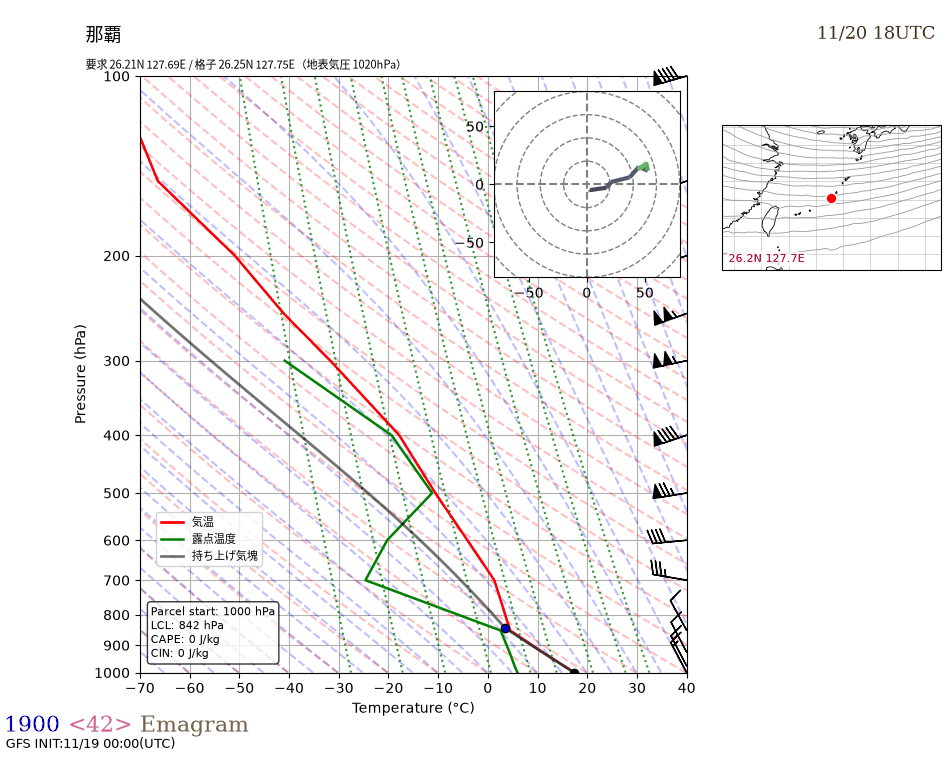 那覇
11/20 18UTC
要求 26.21N 127.69E / 格子 26.25N 127.75E（地表気圧 1020hPa）
100
200
300
400
500
600
700
800
900
1000
Pressure (hPa)
50
0
−50
−50 0 50
26.2N 127.7E
気温
露点温度
持ち上げ気塊
Parcel start: 1000 hPa
LCL: 842 hPa
CAPE: 0 J/kg
CIN: 0 J/kg
−70 −60 −50 −40 −30 −20 −10 0 10 20 30 40
Temperature (°C)
1900 <42> Emagram
GFS INIT:11/19 00:00(UTC)